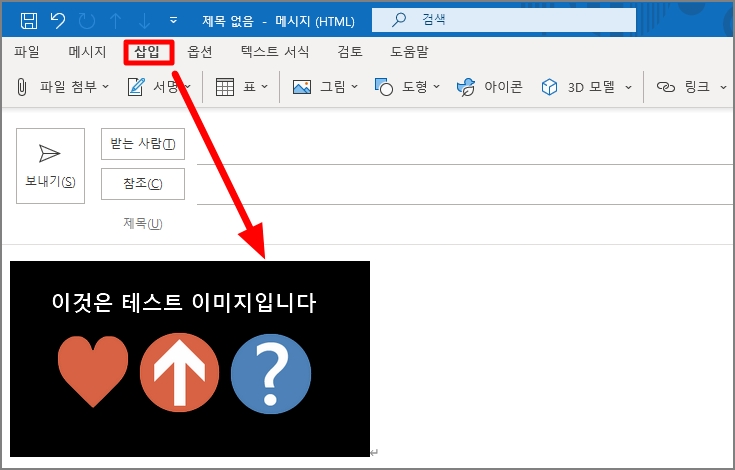 제목 없음 - 메시지 (HTML)
검색
파일 메시지 삽입 옵션 텍스트 서식 검토 도움말
파일 첨부 서명 표 그림 도형 아이콘 3D 모델 링크
보내기(S)
받는 사람(T)
참조(C)
제목(U)
이것은 테스트 이미지입니다
?